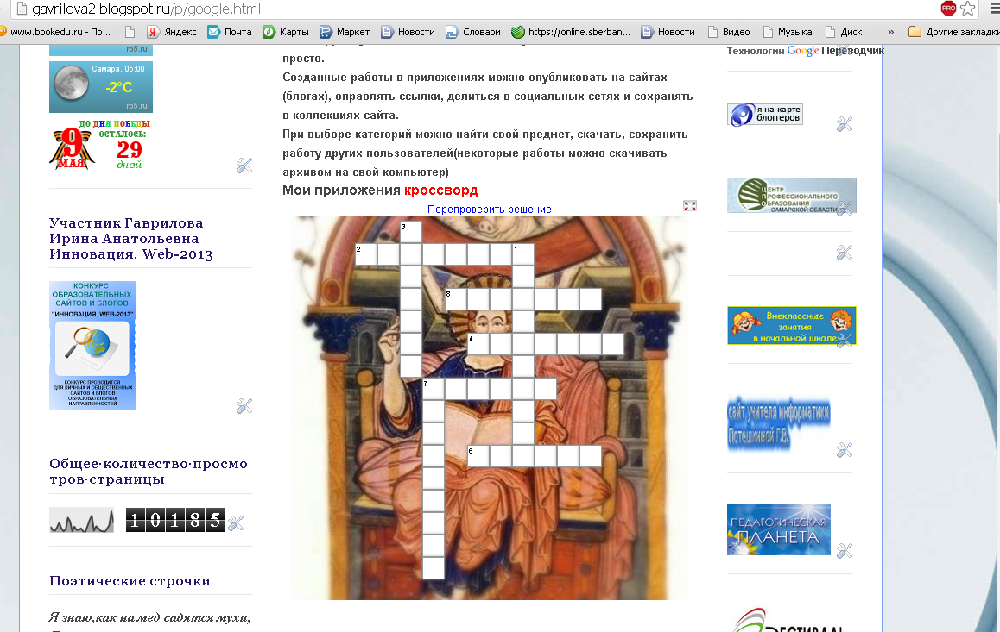 gavrilova2.blogspot.ru/p/google.html
PRO
www.bookedu.ru - По...
Яндекс
Почта
Карты
Маркет
Новости
Словари
https://online.sberban...
Новости
Видео
Музыка
Диск
»
Другие закладки
rp5.ru
Самара, 05:00
-2°C
rp5.ru
ДО ДНЯ ПОБЕДЫ
ОСТАЛОСЬ:
9
МАЯ
29
дней
Участник Гаврилова
Ирина Анатольевна
Инновация. Web-2013
КОНКУРС
ОБРАЗОВАТЕЛЬНЫХ
САЙТОВ И БЛОГОВ
"ИННОВАЦИЯ. WEB-2013"
КОНКУРС ПРОВОДИТСЯ
ДЛЯ ЛИЧНЫХ И ОБЩЕСТВЕННЫХ
САЙТОВ И БЛОГОВ
ОБРАЗОВАТЕЛЬНЫХ
НАПРАВЛЕННОСТЕЙ
Общее·количество·просмо
тров·страницы
10185
Поэтические строчки
Я знаю,как на мед садятся мухи,
просто.
Созданные работы в приложениях можно опубликовать на сайтах
(блогах), оправлять ссылки, делиться в социальных сетях и сохранять
в коллекциях сайта.
При выборе категорий можно найти свой предмет, скачать, сохранить
работу других пользователей(некоторые работы можно скачивать
архивом на свой компьютер)
Мои приложения кроссворд
Перепроверить решение
3
2
1
8
4
7
6
Технологии Google Переводчик
я на карте
блоггеров
ЦЕНТР
ПРОФЕССИОНАЛЬНОГО
ОБРАЗОВАНИЯ
САМАРСКОЙ ОБЛАСТИ
Внеклассные
занятия
в начальной школе
сайт учителя информатики
Потешкиной Г.В.
ПЕДАГОГИЧЕСКАЯ
ПЛАНЕТА